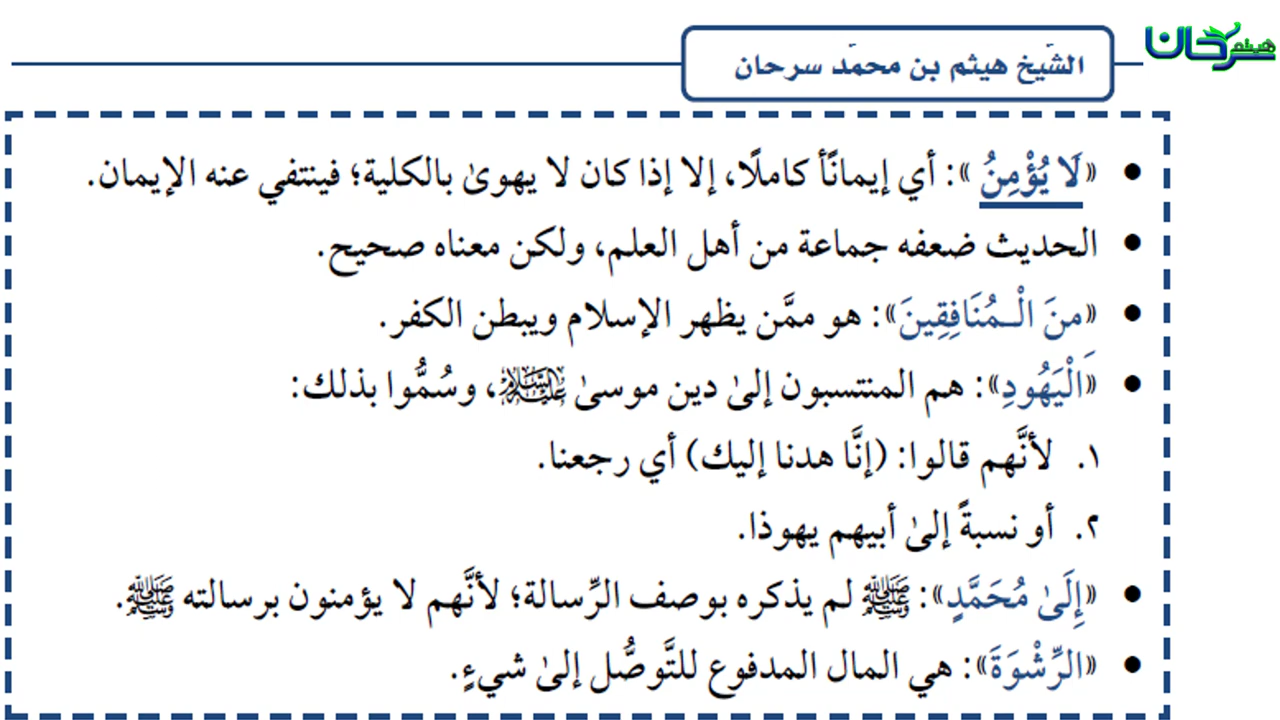 هيثم سرحان
الشَّيخ هيثم بن محمَّد سرحان
• «لَا يُؤْمِنُ»: أي إيمانًا كاملًا، إلا إذا كان لا يهوىٰ بالكلية؛ فينتفي عنه الإيمان.
• الحديث ضعفه جماعة من أهل العلم، ولكن معناه صحيح.
• «منَ الْـمُنَافِقِينَ»: هو ممَّن يظهر الإسلام ويبطن الكفر.
• «اَلْيَهُودِ»: هم المنتسبون إلىٰ دين موسىٰ عليه السلام، وسُمُّوا بذلك:
١. لأنَّهم قالوا: (إنَّا هدنا إليك) أي رجعنا.
٢. أو نسبةً إلىٰ أبيهم يهوذا.
• «إِلَىٰ مُحَمَّدٍ»: ﷺ لم يذكره بوصف الرِّسالة؛ لأنَّهم لا يؤمنون برسالته ﷺ.
• «الرِّشْوَةَ»: هي المال المدفوع للتَّوصُّل إلىٰ شيءٍ.